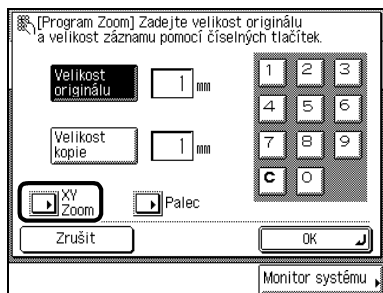 [Program Zoom] Zadejte velikost originálu
a velikost záznamu pomocí číselných tlačítek.
Velikost
originálu
1 mm
1 2 3
4 5 6
Velikost
kopie
1 mm
7 8 9
C 0
XY
Zoom
Palec
Zrušit
OK
Monitor systému